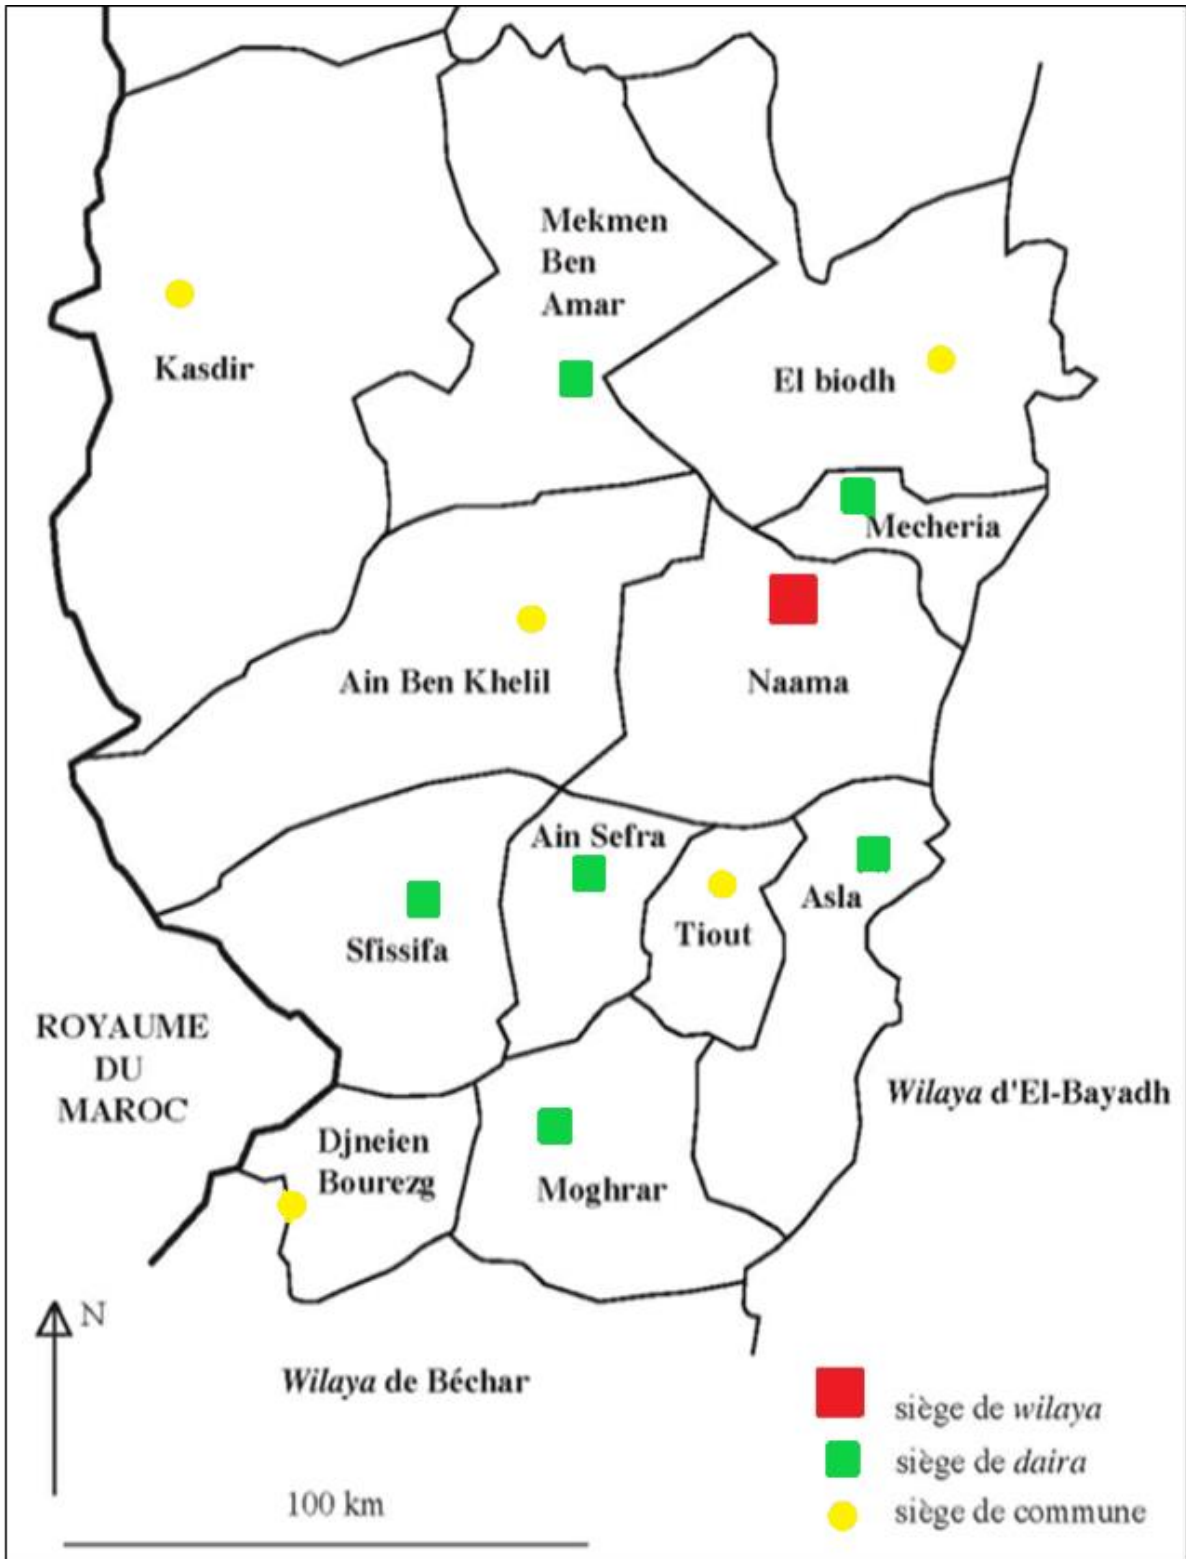 Mekmen
Ben
Amar
Kasdir
El biodh
Mecheria
Ain Ben Khelil
Naama
Ain Sefra
Asla
Tiout
Sfissifa
ROYAUME
DU
MAROC
Wilaya d'El-Bayadh
Djneien
Bourezg
Moghrar
N
Wilaya de Béchar
siège de wilaya
siège de daira
100 km
siège de commune